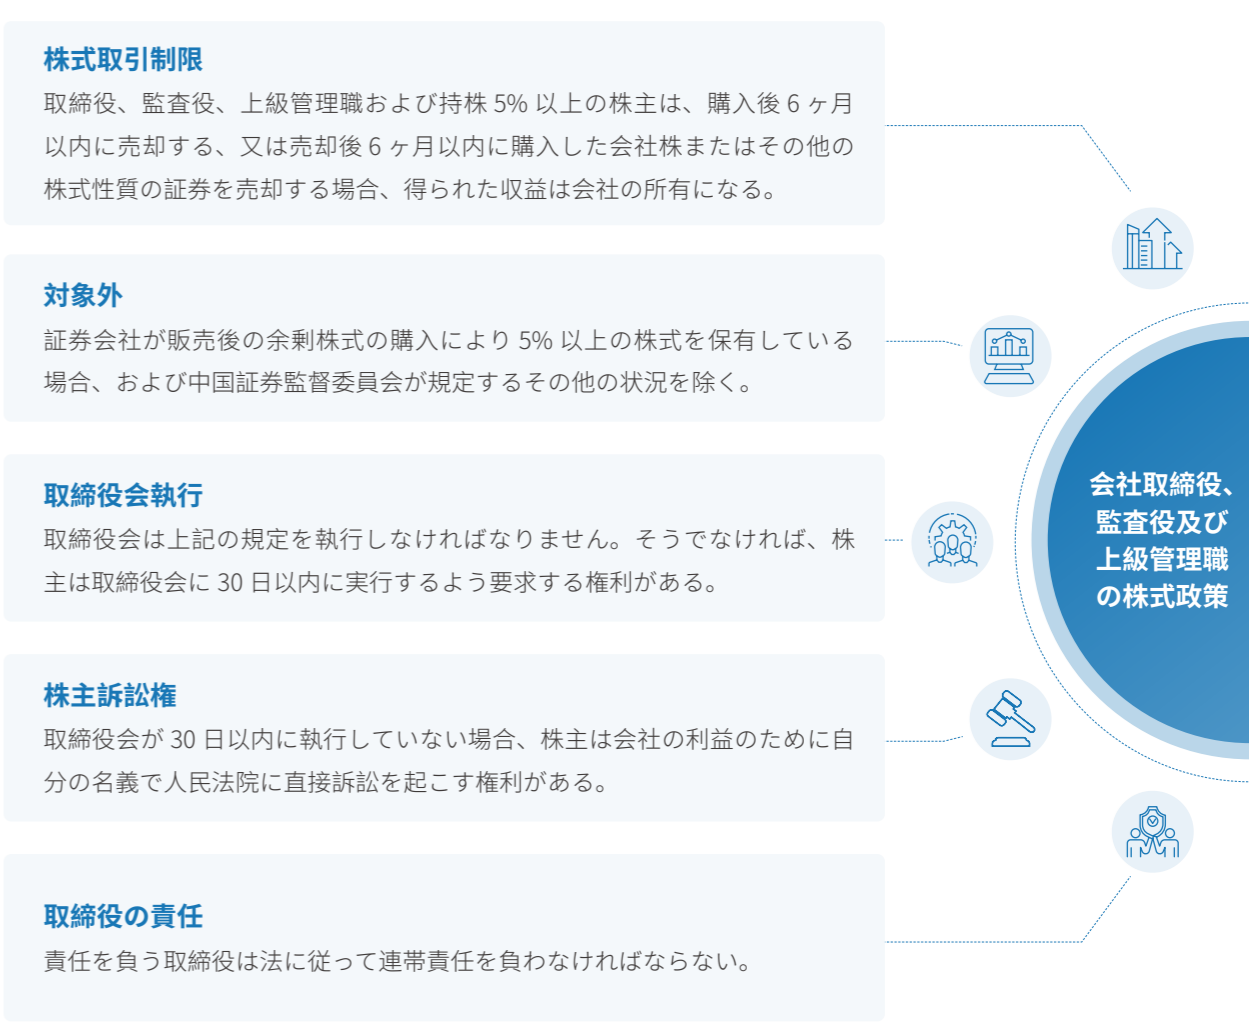 株式取引制限
取締役、監査役、上級管理職および持株 5% 以上の株主は、購入後 6 ヶ月
以内に売却する、又は売却後 6 ヶ月以内に購入した会社株またはその他の
株式性質の証券を売却する場合、得られた収益は会社の所有になる。
対象外
証券会社が販売後の余剰株式の購入により 5% 以上の株式を保有している
場合、および中国証券監督委員会が規定するその他の状況を除く。
取締役会執行
取締役会は上記の規定を執行しなければなりません。そうでなければ、株
主は取締役会に 30 日以内に実行するよう要求する権利がある。
株主訴訟権
取締役会が 30 日以内に執行していない場合、株主は会社の利益のために自
分の名義で人民法院に直接訴訟を起こす権利がある。
取締役の責任
責任を負う取締役は法に従って連帯責任を負わなければならない。
会社取締役、
監査役及び
上級管理職
の株式政策